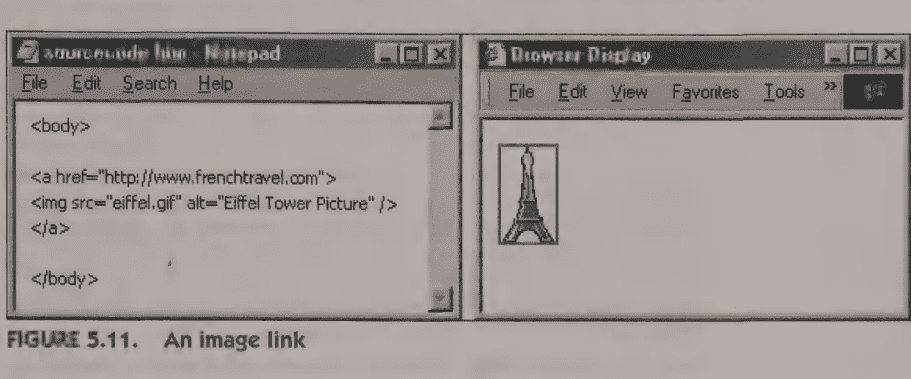 sourcecode.htm - Notepad
File Edit Search Help
<body>
<a href="http://www.frenchtravel.com">
<img src="eiffel.gif" alt="Eiffel Tower Picture" />
</a>
</body>
Browser Display
File Edit View Favorites Tools »
FIGURE 5.11. An image link